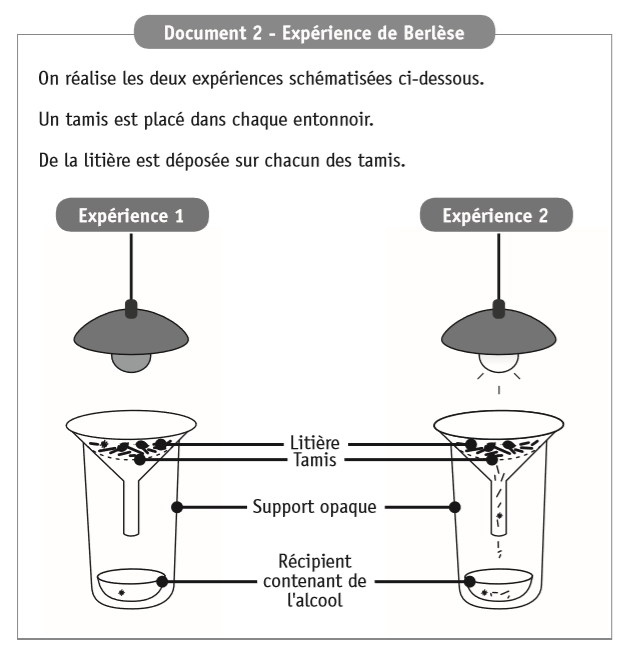 Document 2 - Expérience de Berlèse
On réalise les deux expériences schématisées ci-dessous.
Un tamis est placé dans chaque entonnoir.
De la litière est déposée sur chacun des tamis.
Expérience 1
Expérience 2
Litière
Tamis
Support opaque
Récipient
contenant de
l'alcool